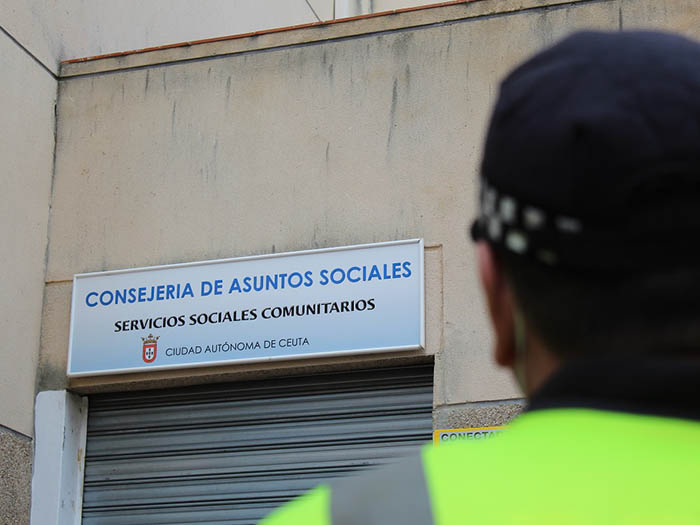 CONSEJERIA DE ASUNTOS SOCIALES
SERVICIOS SOCIALES COMUNITARIOS
CIUDAD AUTÓNOMA DE CEUTA